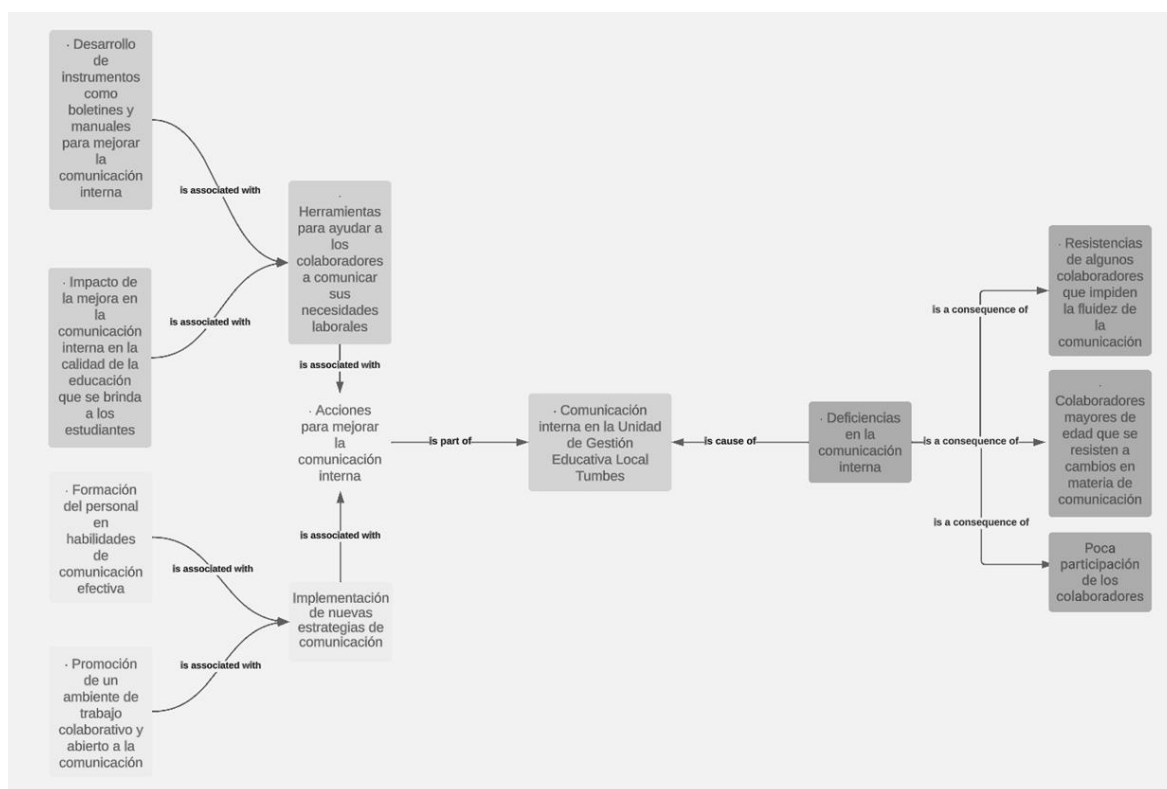 · Desarrollo
de
instrumentos
como
boletines y
manuales
para mejorar
la
comunicación
interna
is associated with
· Impacto de
la mejora en
la
comunicación
interna en la
calidad de la
educación
que se brinda
a los
estudiantes
is associated with
·
Herramientas
para ayudar a
los
colaboradores
a comunicar
sus
necesidades
laborales
is associated with
· Acciones
para mejorar
la
comunicación
interna
is associated with
· Formación
del personal
en
habilidades
de
comunicación
efectiva
is associated with
Implementación
de nuevas
estrategias de
comunicación
is associated with
· Promoción
de un
ambiente de
trabajo
colaborativo y
abierto a la
comunicación
is part of
· Comunicación
interna en la Unidad
de Gestión
Educativa Local
Tumbes
is cause of
· Deficiencias
en la
comunicación
interna
is a consequence of
· Resistencias
de algunos
colaboradores
que impiden
la fluidez de
la
comunicación
is a consequence of
·
Colaboradores
mayores de
edad que se
resisten a
cambios en
materia de
comunicación
is a consequence of
Poca
participación
de los
colaboradores